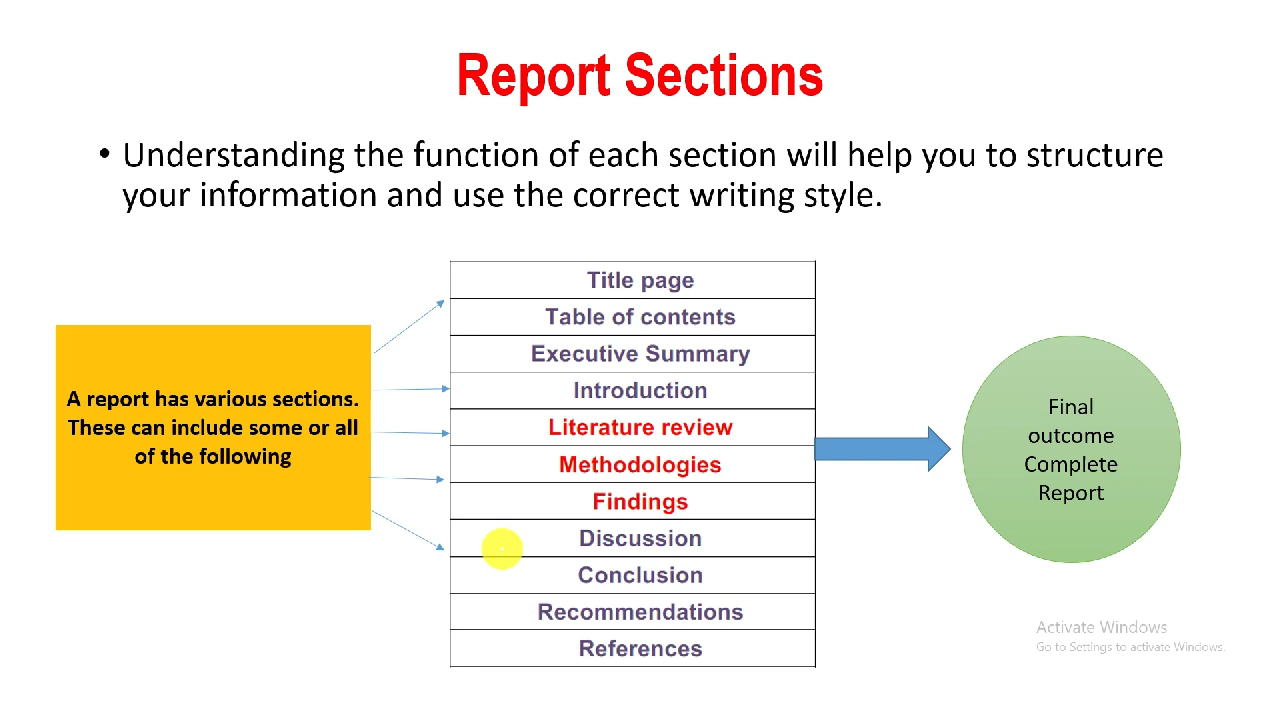 Report Sections
• Understanding the function of each section will help you to structure
your information and use the correct writing style.
A report has various sections.
These can include some or all
of the following
Title page
Table of contents
Executive Summary
Introduction
Literature review
Methodologies
Findings
Discussion
Conclusion
Recommendations
References
Final
outcome
Complete
Report
Activate Windows
Go to Settings to activate Windows.